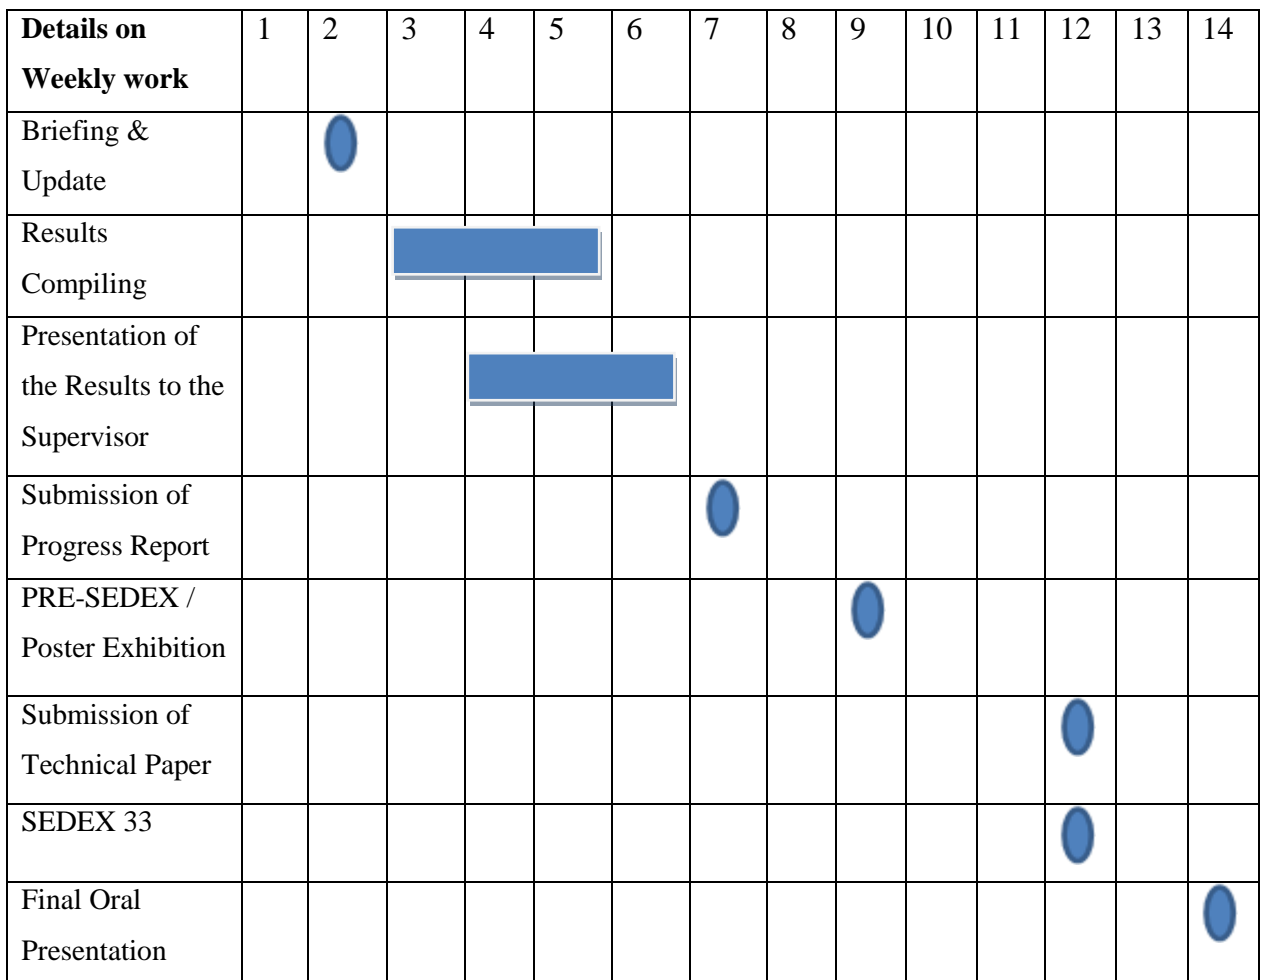 Details on 1 2 3 4 5 6 7 8 9 10 11 12 13 14
Weekly work
Briefing &
Update
Results
Compiling
Presentation of
the Results to the
Supervisor
Submission of
Progress Report
PRE-SEDEX /
Poster Exhibition
Submission of
Technical Paper
SEDEX 33
Final Oral
Presentation